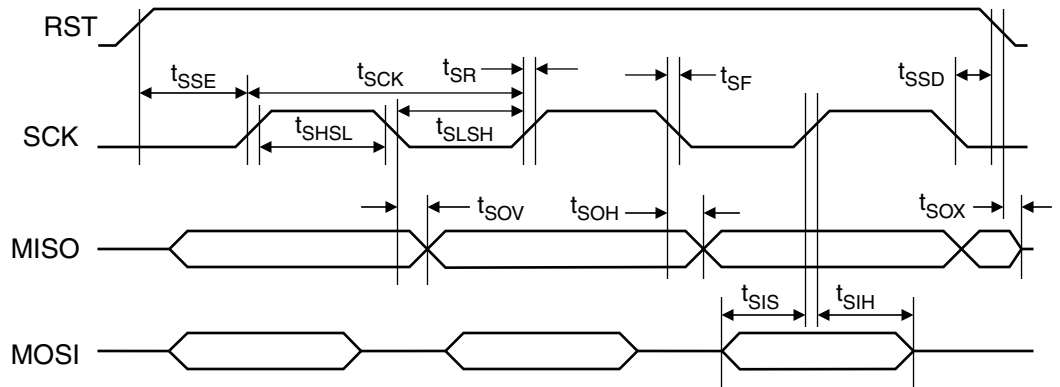 RST
tSSE
tSCK
tSR
tSF
tSSD
SCK
tSHSL
tSLSH
tSOV
tSOH
tSOX
MISO
tSIS
tSIH
MOSI